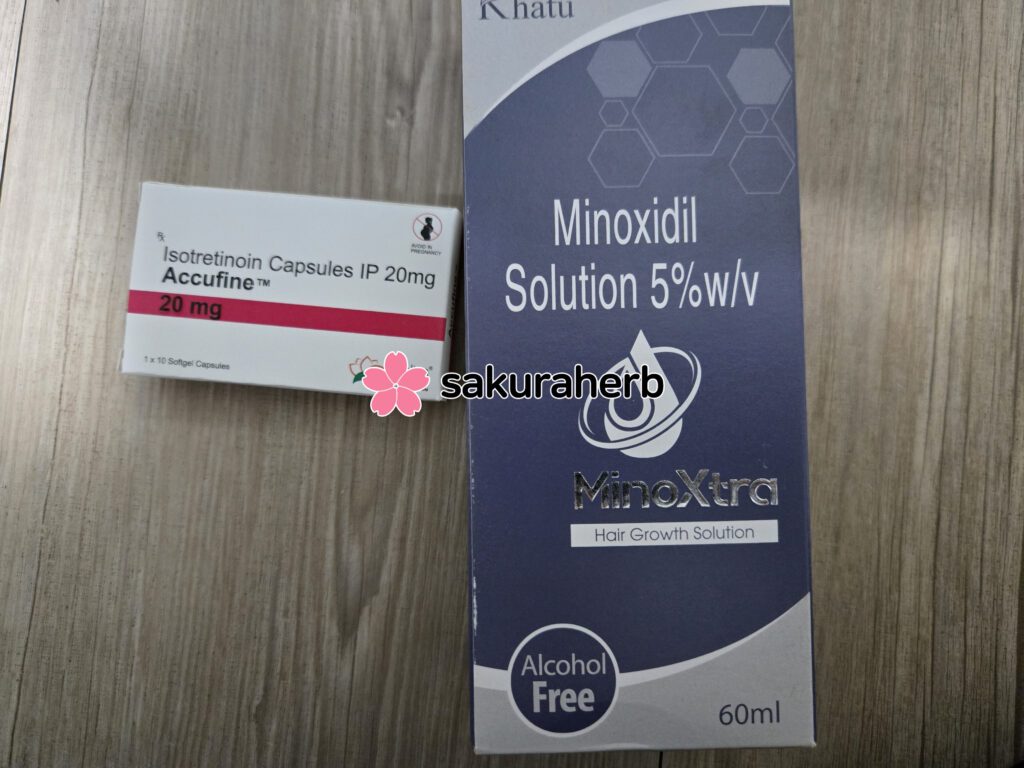 Rx
Isotretinoin Capsules IP 20mg
Accufine™
20 mg
1 x 10 Softgel Capsules
AVOID IN
PREGNANCY
sakuraherb
Khatu
Minoxidil
Solution 5%w/v
MinoXtra
Hair Growth Solution
Alcohol
Free
60ml